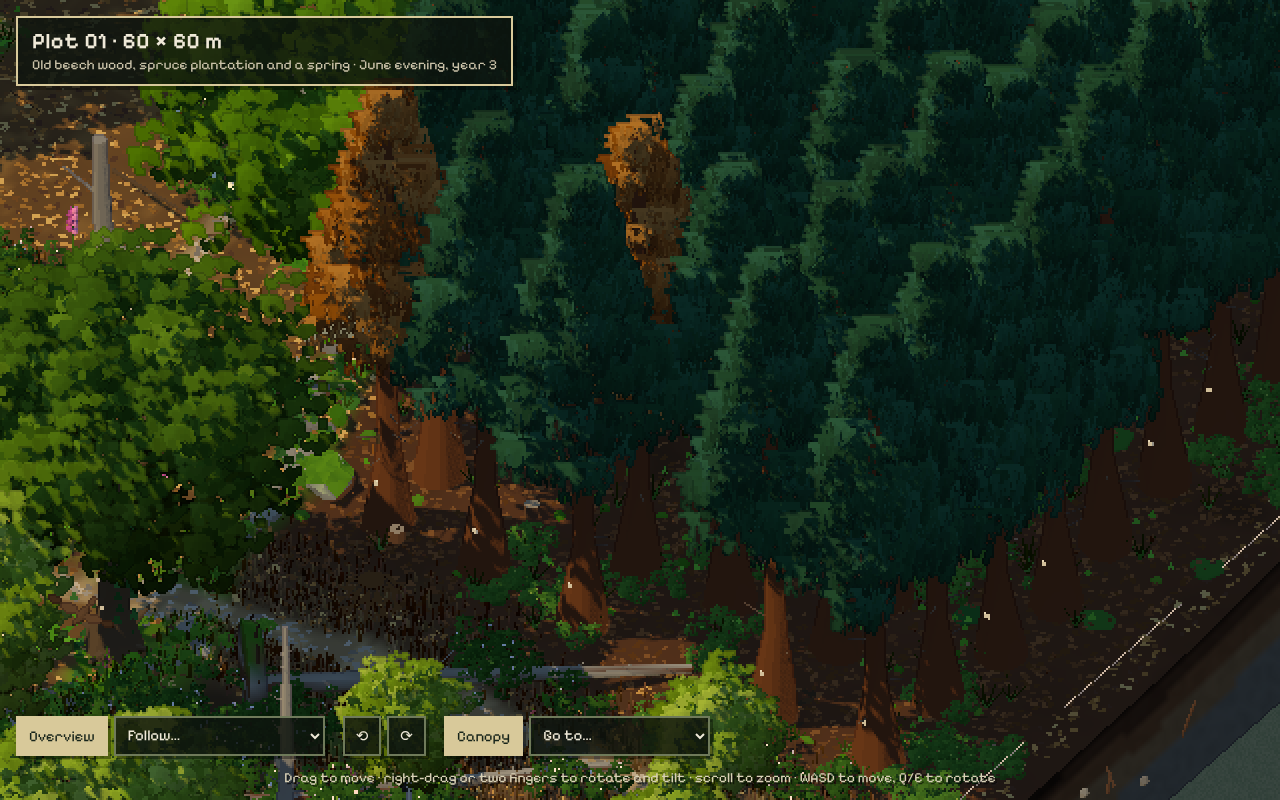 Plot 01 · 60 × 60 m
Old beech wood, spruce plantation and a spring · June evening, year 3
Overview
Follow...
Canopy
Go to...
Drag to move · right-drag or two fingers to rotate and tilt · scroll to zoom · WASD to move, Q/E to rotate